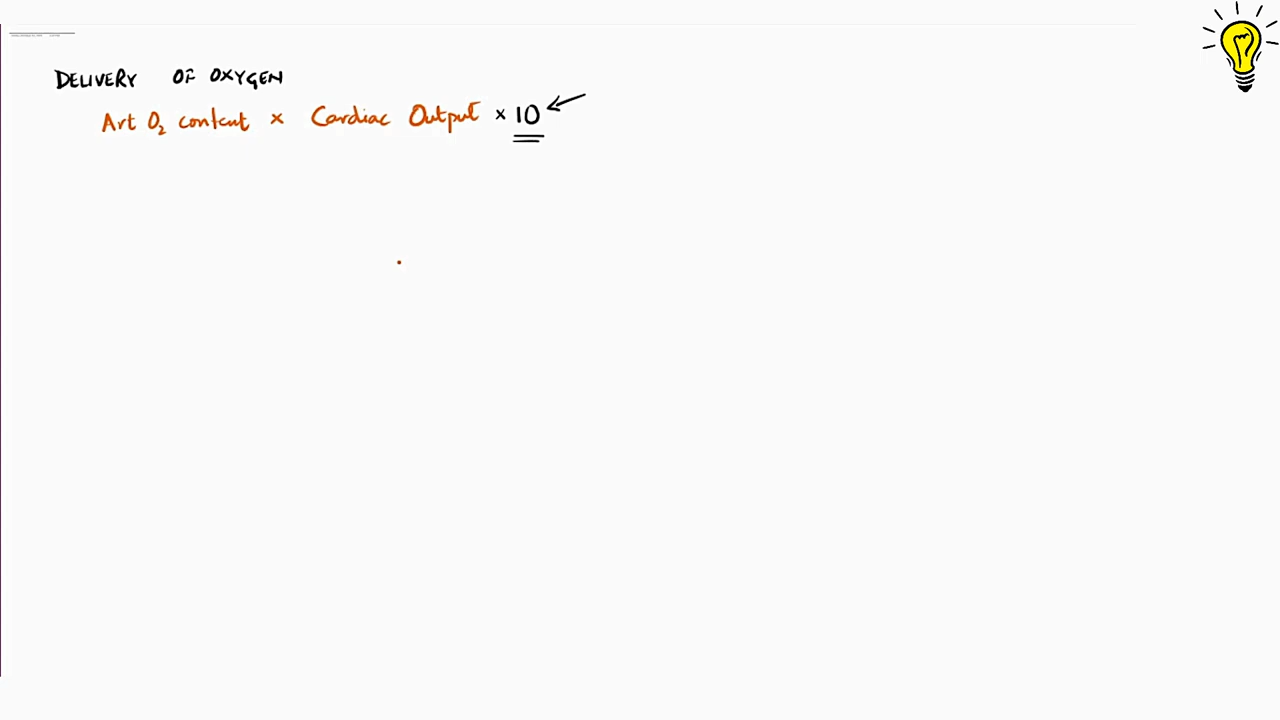 DELIVERY OF OXYGEN
Art O₂ content × Cardiac Output × 10